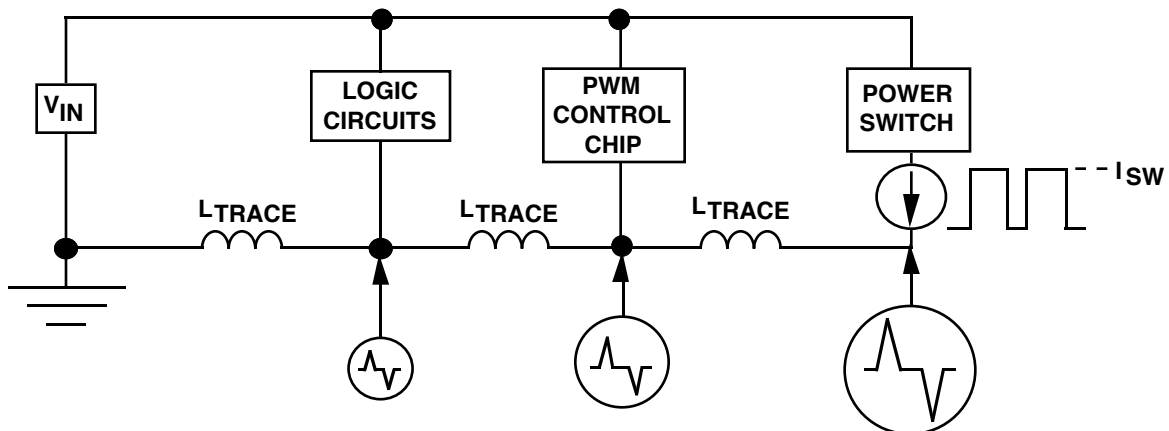 VIN
LOGIC
CIRCUITS
PWM
CONTROL
CHIP
POWER
SWITCH
ISW
LTRACE
LTRACE
LTRACE